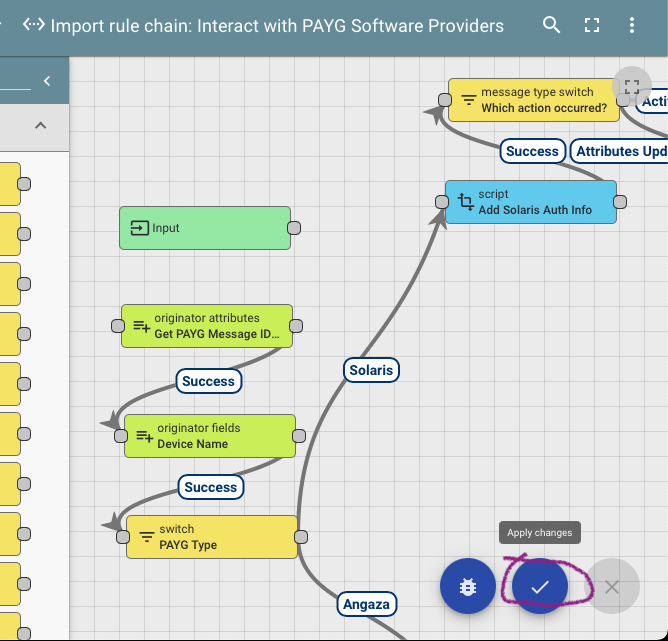 Import rule chain: Interact with PAYG Software Providers
message type switch
Which action occurred?
Acti
Success
Attributes Upd
script
Add Solaris Auth Info
Input
originator attributes
Get PAYG Message ID...
Solaris
Success
originator fields
Device Name
Success
switch
PAYG Type
Apply changes
Angaza